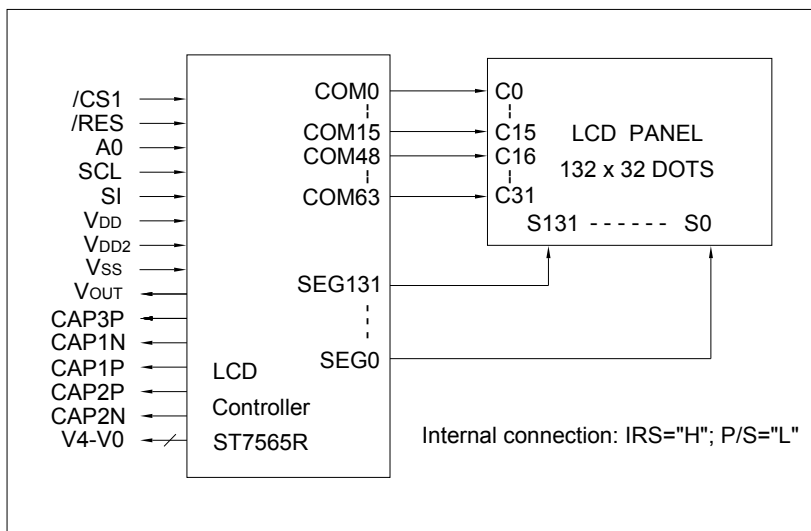 /CS1
/RES
A0
SCL
SI
VDD
VDD2
VSS
VOUT
CAP3P
CAP1N
CAP1P
CAP2P
CAP2N
V4-V0
COM0
COM15
COM48
COM63
SEG131
SEG0
LCD
Controller
ST7565R
C0
C15
C16
C31
LCD PANEL
132 x 32 DOTS
S131 ------ S0
Internal connection: IRS="H"; P/S="L"